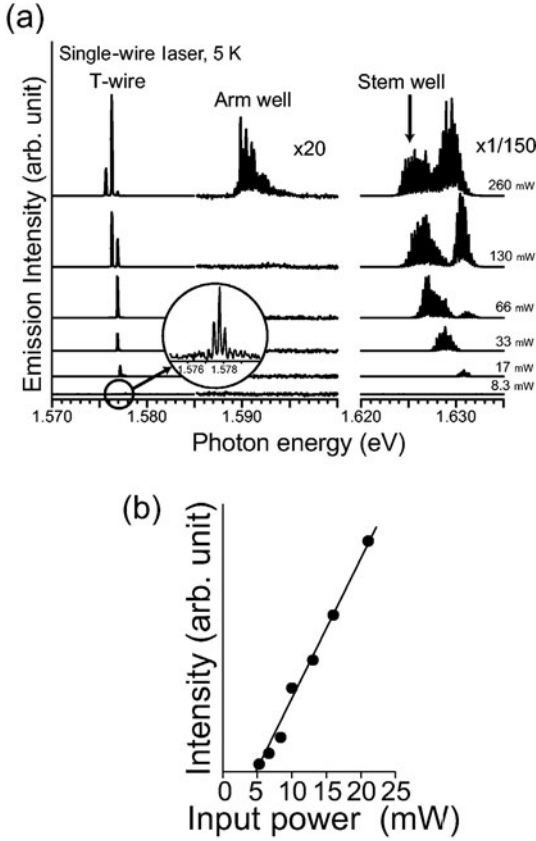 (a)
Single-wire laser, 5 K
T-wire
Arm well
Stem well
x20
x1/150
260 mW
130 mW
66 mW
33 mW
17 mW
8.3 mW
1.576 1.578
Emission Intensity (arb. unit)
1.570 1.580 1.590 1.620 1.630
Photon energy (eV)
(b)
Intensity (arb. unit)
0 5 10 15 20 25
Input power (mW)